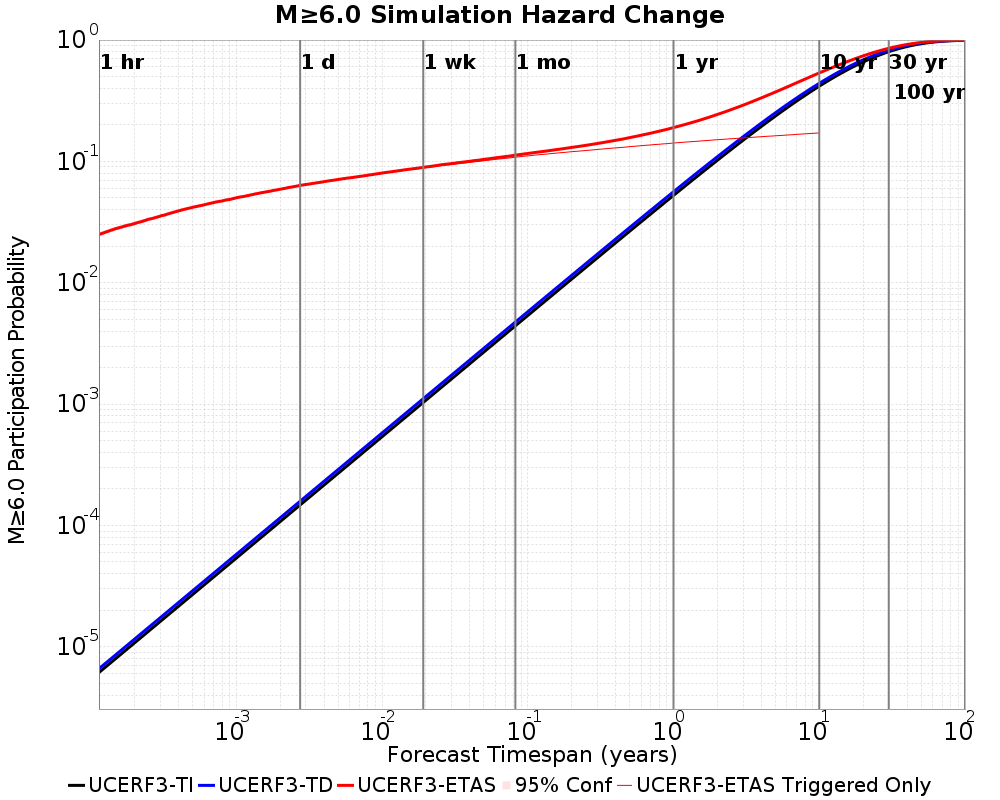 M≥6.0 Simulation Hazard Change
10^0
1 hr 1 d 1 wk 1 mo 1 yr 10 yr 30 yr
100 yr
10^-1
10^-2
10^-3
10^-4
10^-5
M≥6.0 Participation Probability
10^-3 10^-2 10^-1 10^0 10^1 10^2
Forecast Timespan (years)
UCERF3-TI UCERF3-TD UCERF3-ETAS 95% Conf UCERF3-ETAS Triggered Only